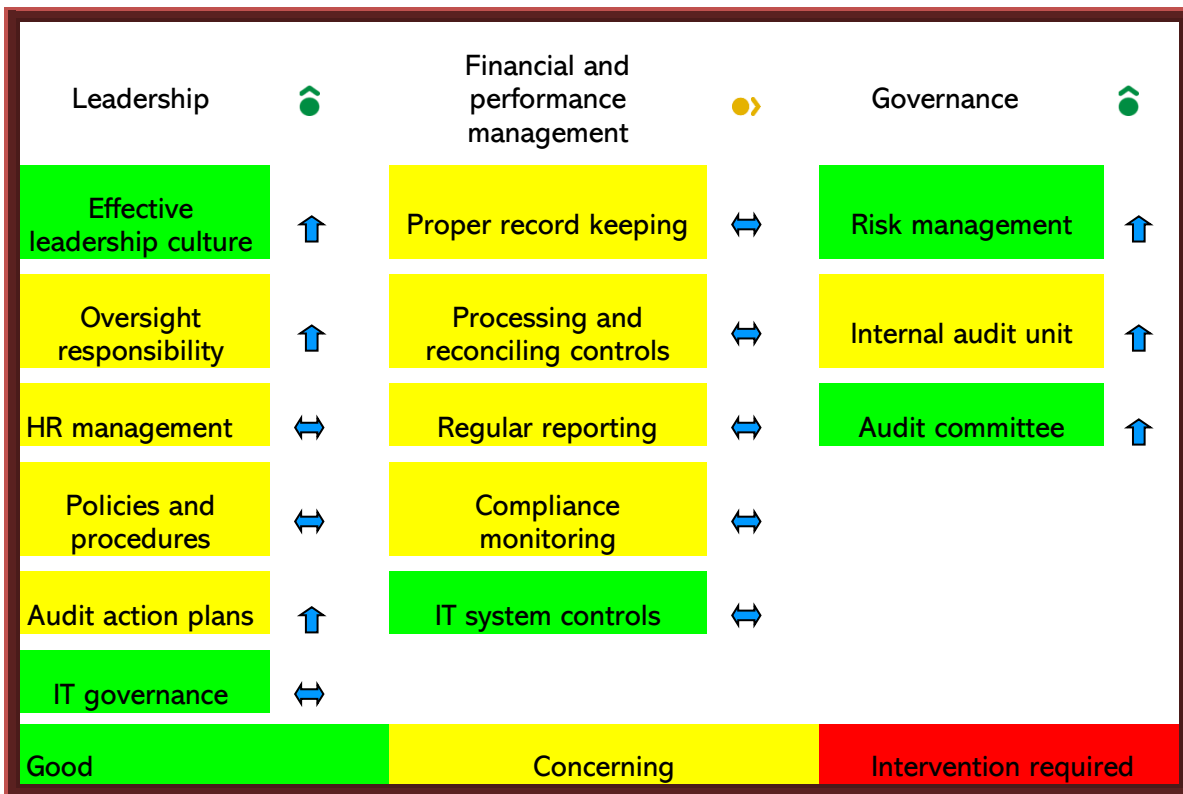 Leadership
Financial and
performance
management
Governance
Effective
leadership culture
Proper record keeping
Risk management
Oversight
responsibility
Processing and
reconciling controls
Internal audit unit
HR management
Regular reporting
Audit committee
Policies and
procedures
Compliance
monitoring
Audit action plans
IT system controls
IT governance
Good
Concerning
Intervention required